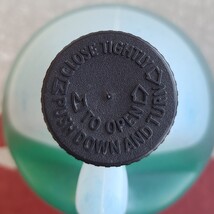 CLOSE TIGHTLY
PUSH DOWN AND TURN
TO OPEN